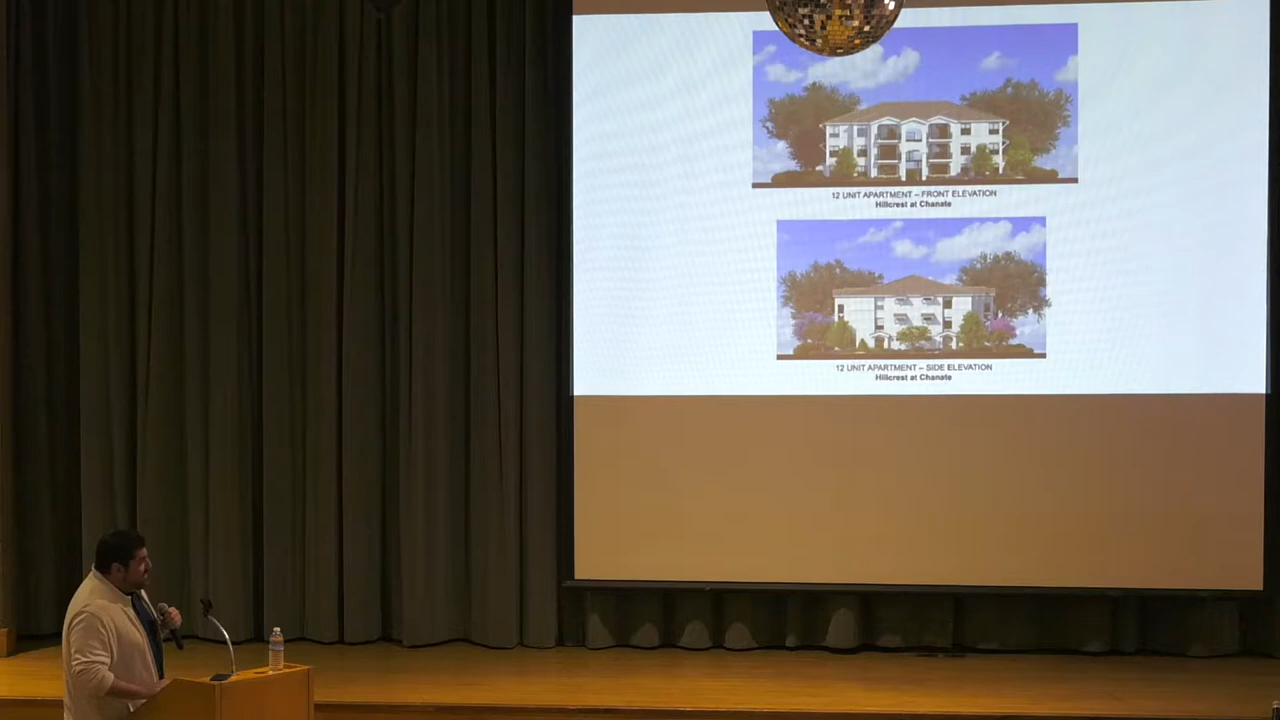 12 UNIT APARTMENT – FRONT ELEVATION
Hillcrest at Chanate
12 UNIT APARTMENT – SIDE ELEVATION
Hillcrest at Chanate